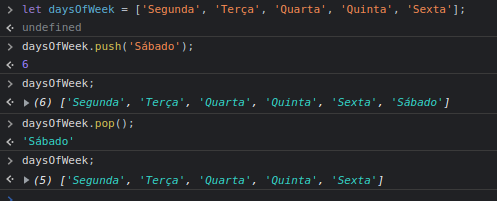 let daysOfWeek = ['Segunda', 'Terça', 'Quarta', 'Quinta', 'Sexta'];
undefined
daysOfWeek.push('Sábado');
6
daysOfWeek;
(6) ['Segunda', 'Terça', 'Quarta', 'Quinta', 'Sexta', 'Sábado']
daysOfWeek.pop();
'Sábado'
daysOfWeek;
(5) ['Segunda', 'Terça', 'Quarta', 'Quinta', 'Sexta']